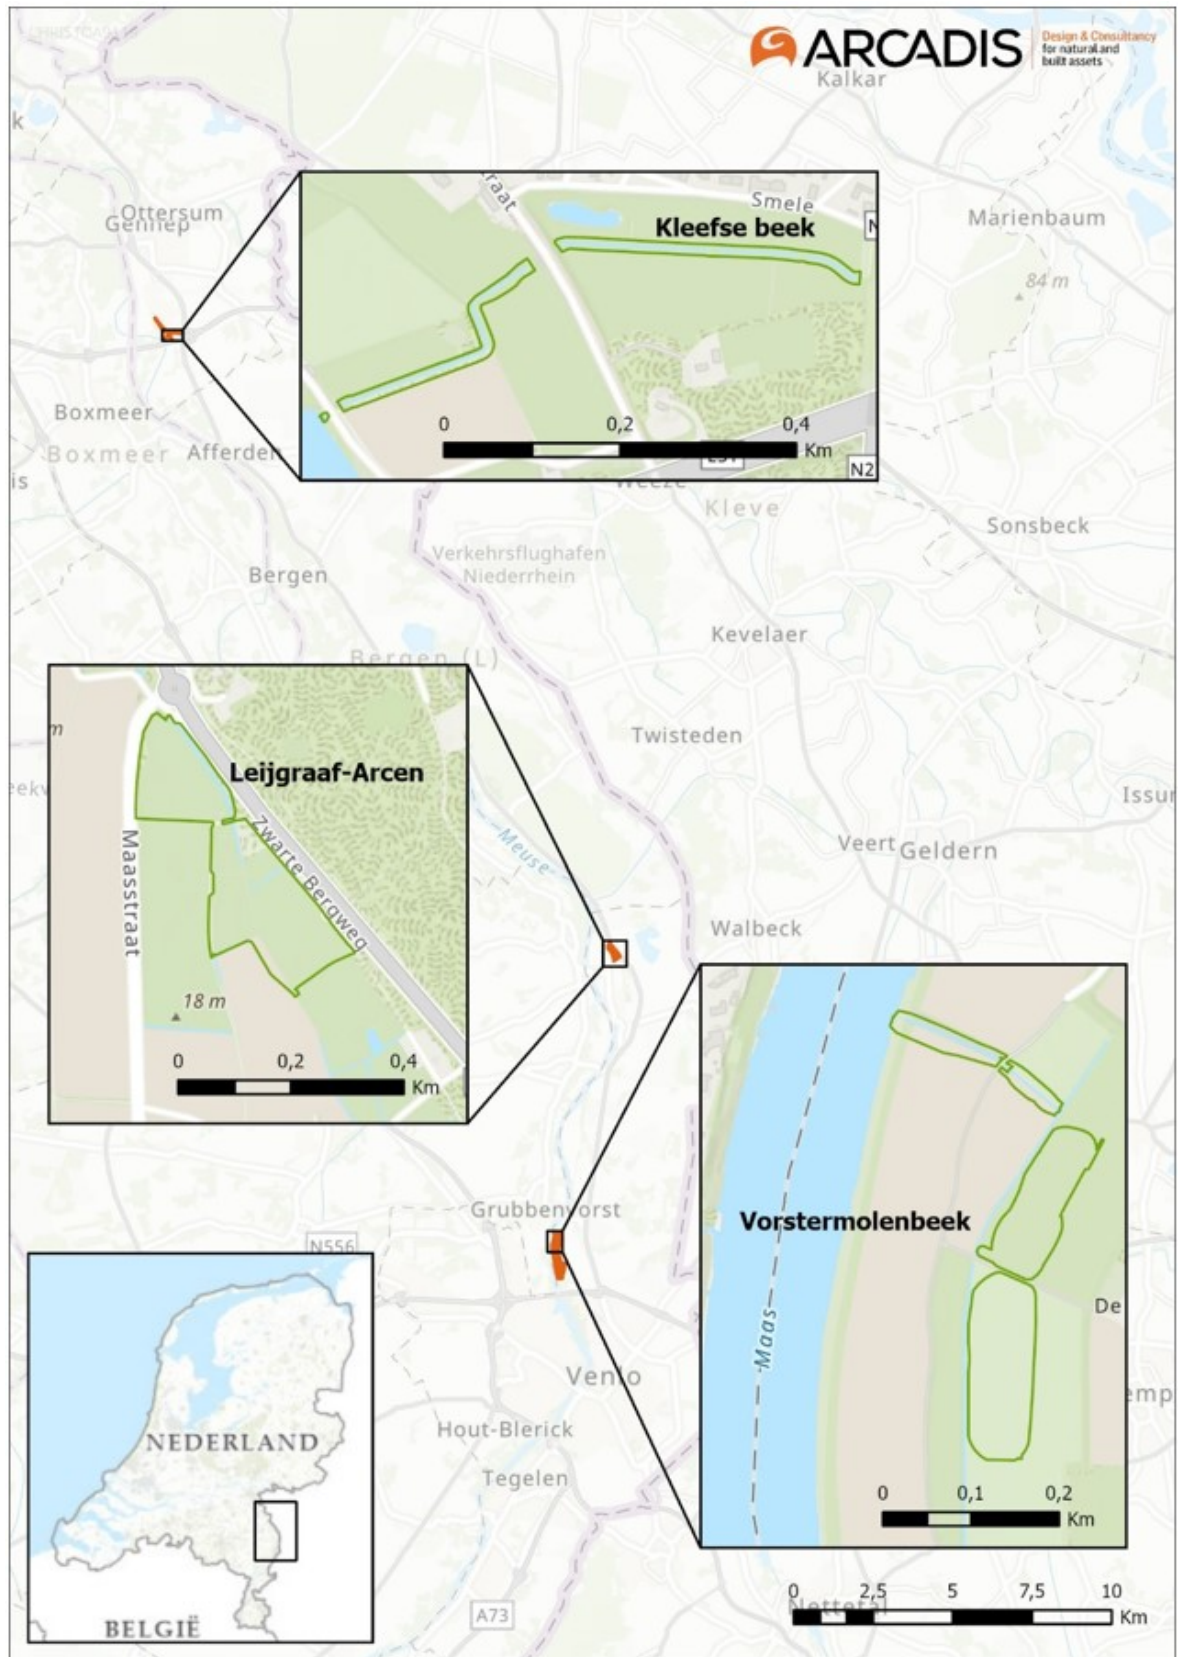 ARCADIS
Design & Consultancy
for natural and
built assets
Kalkar
Ottersum
Gennep
Marienbaum
84 m
Smele
Kleefse beek
0 0,2 0,4
Km
N2
Boxmeer
Boxmeer
Afferden
Weeze
Kleve
Sonsbeck
Verkehrsflughafen
Niederrhein
Bergen
Kevelaer
Bergen (L)
Twisteden
Leijgraaf-Arcen
Maasstraat
Zwarte Bergweg
18 m
0 0,2 0,4
Km
Meuse
Veert
Geldern
Walbeck
Grubbenvorst
N556
Vorstermolenbeek
Maas
De
0 0,1 0,2
Km
Venlo
Hout-Blerick
Tegelen
NEDERLAND
BELGIË
A73
Nettetal
0 2,5 5 7,5 10
Km